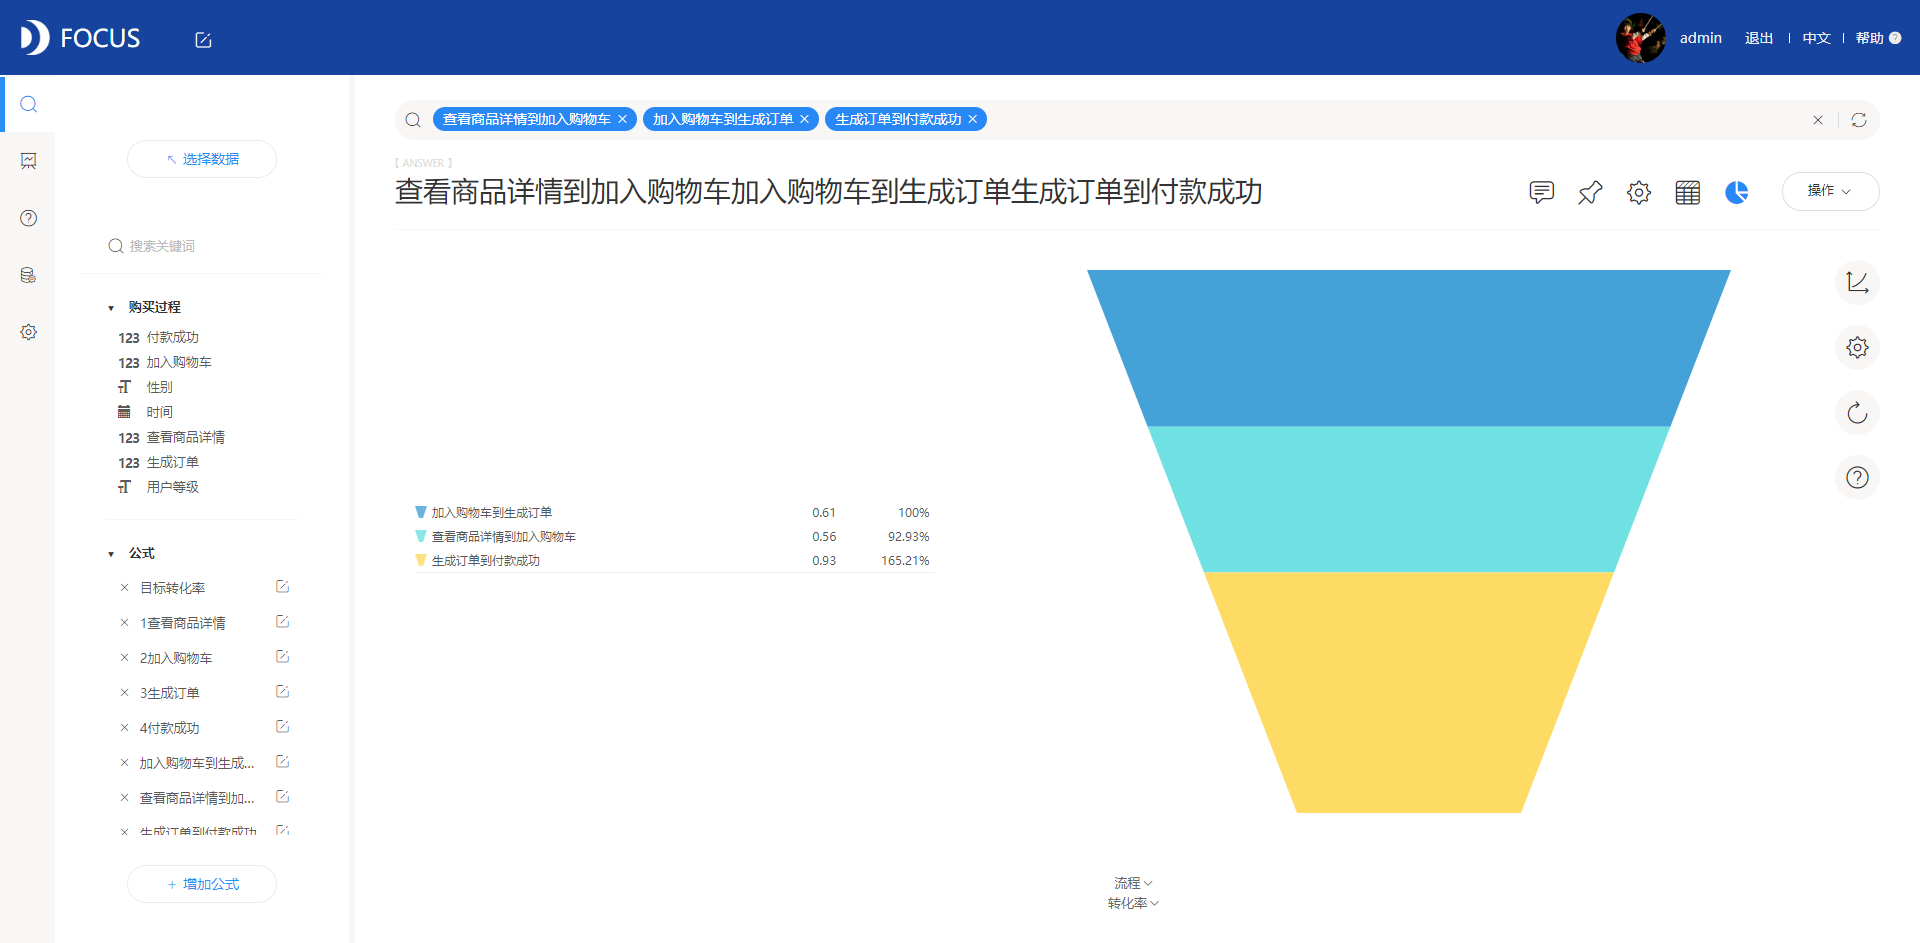 FOCUS
admin 退出 中文 帮助
选择数据
搜索关键词
购买过程
123 付款成功
123 加入购物车
性别
时间
123 查看商品详情
123 生成订单
用户等级
公式
目标转化率
1查看商品详情
2加入购物车
3生成订单
4付款成功
加入购物车到生成...
查看商品详情到加...
生成订单到付款成功
+ 增加公式
查看商品详情到加入购物车 × 加入购物车到生成订单 × 生成订单到付款成功 ×
[ ANSWER ]
查看商品详情到加入购物车加入购物车到生成订单生成订单到付款成功
操作
加入购物车到生成订单 0.61 100%
查看商品详情到加入购物车 0.56 92.93%
生成订单到付款成功 0.93 165.21%
流程
转化率